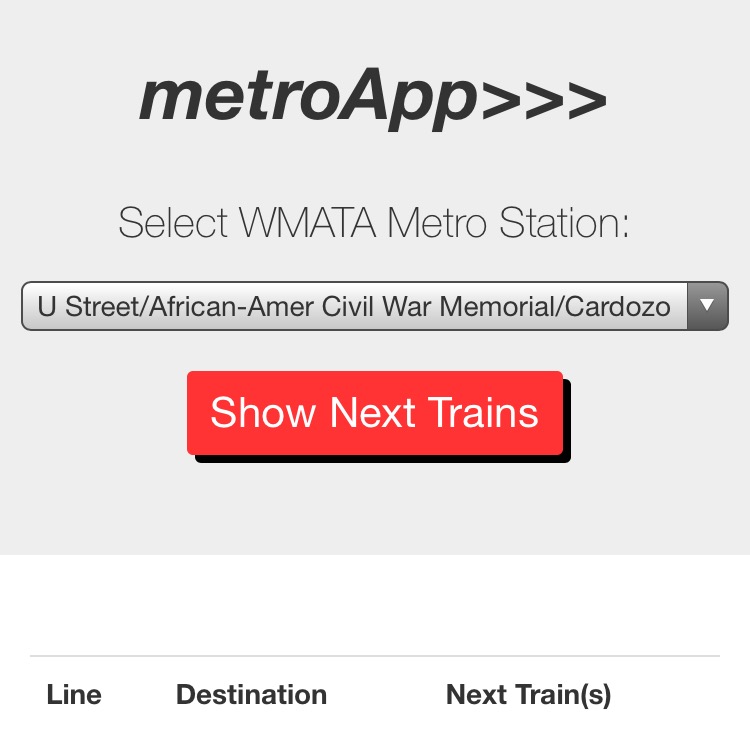 metroApp>>>
Select WMATA Metro Station:
U Street/African-Amer Civil War Memorial/Cardozo
Show Next Trains
Line Destination Next Train(s)